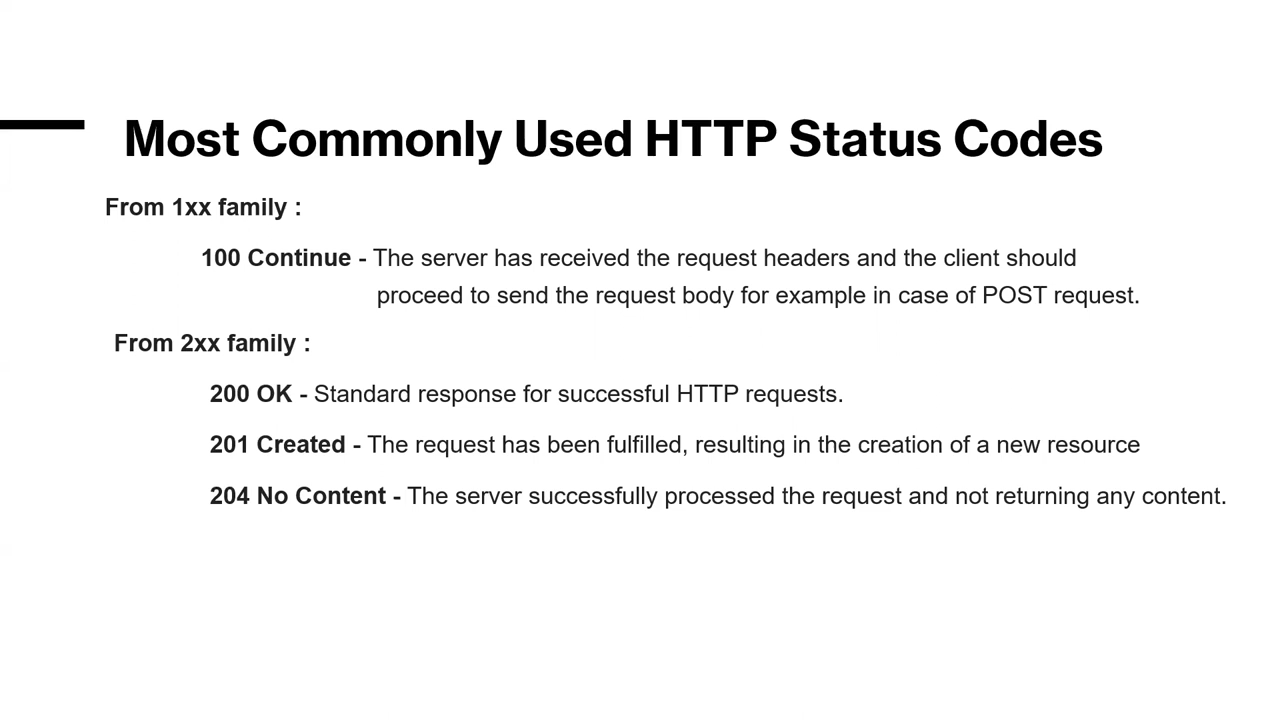 Most Commonly Used HTTP Status Codes
From 1xx family :
100 Continue - The server has received the request headers and the client should
proceed to send the request body for example in case of POST request.
From 2xx family :
200 OK - Standard response for successful HTTP requests.
201 Created - The request has been fulfilled, resulting in the creation of a new resource
204 No Content - The server successfully processed the request and not returning any content.